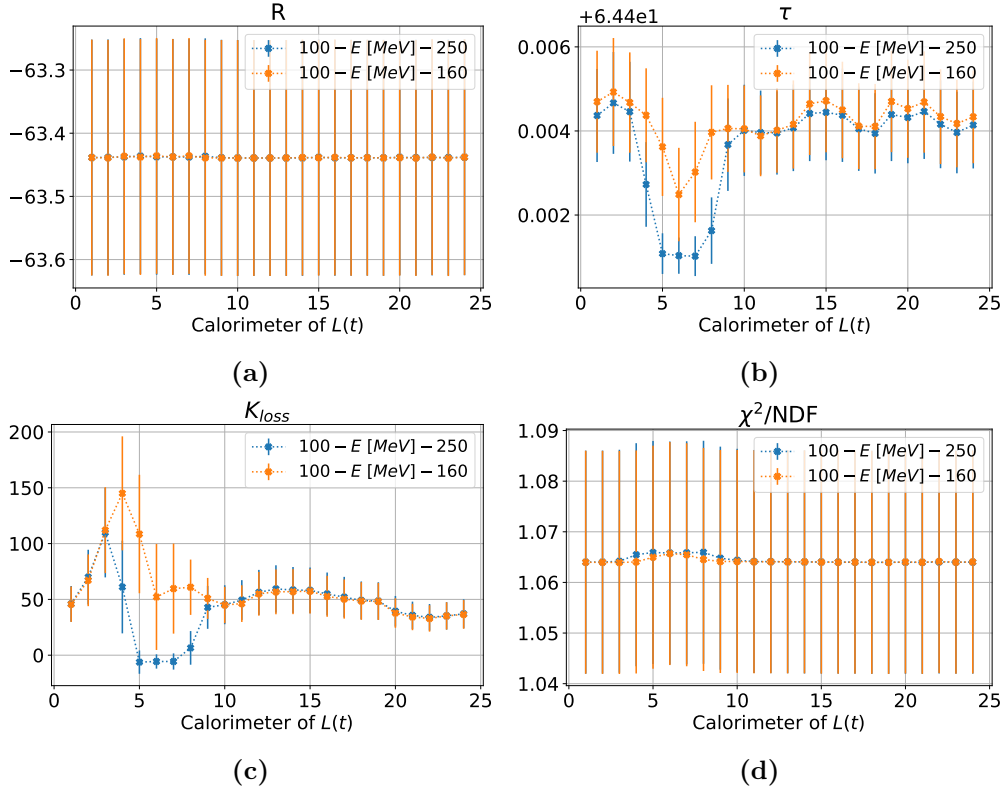 R
100 − E [MeV] − 250
100 − E [MeV] − 160
−63.3
−63.4
−63.5
−63.6
0 5 10 15 20 25
Calorimeter of L(t)
(a)
+6.44e1
τ
100 − E [MeV] − 250
100 − E [MeV] − 160
0.006
0.004
0.002
0 5 10 15 20 25
Calorimeter of L(t)
(b)
K_loss
100 − E [MeV] − 250
100 − E [MeV] − 160
200
150
100
50
0
0 5 10 15 20 25
Calorimeter of L(t)
(c)
χ²/NDF
100 − E [MeV] − 250
100 − E [MeV] − 160
1.09
1.08
1.07
1.06
1.05
1.04
0 5 10 15 20 25
Calorimeter of L(t)
(d)